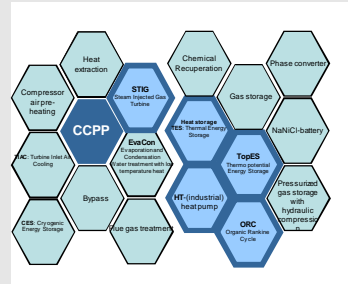 Heat
extraction
Compressor
air pre-
heating
STIG
Steam Injected Gas
Turbine
Chemical
Recuperation
Phase converter
Gas storage
CCPP
Heat storage
TES: Thermal Energy
Storage
NaNiCl-battery
TIAC: Turbine Inlet Air
Cooling
EvaCon
Evaporation and
Condensation
Water treatment with low
temperature heat
TopES
Thermo potential
Energy Storage
Bypass
HT-(industrial)
heat pump
Pressurized
gas storage
with
hydraulic
compressio
n
CES: Cryogenic
Energy Storage
Flue gas treatment
ORC
Organic Rankine
Cycle